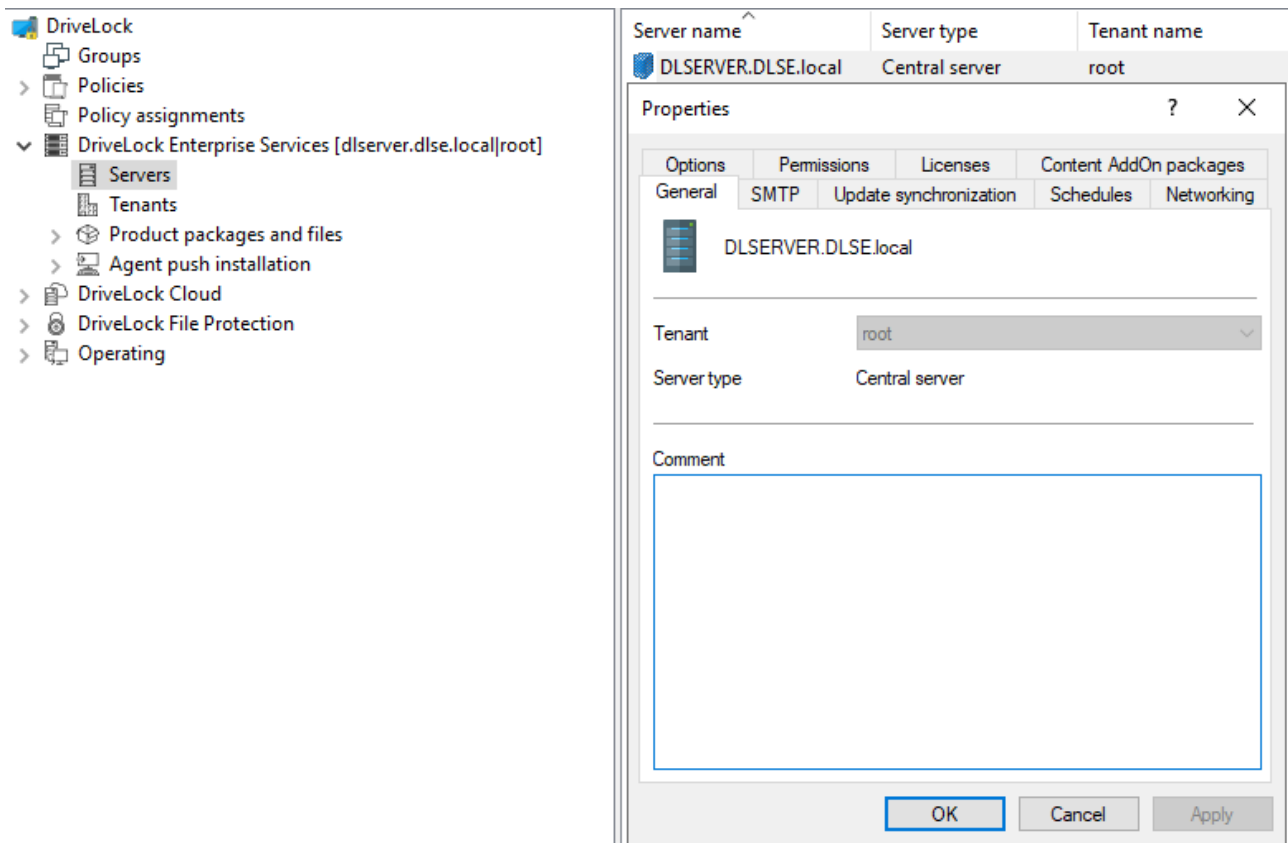 DriveLock
Groups
Policies
Policy assignments
DriveLock Enterprise Services [dlserver.dlse.local|root]
Servers
Tenants
Product packages and files
Agent push installation
DriveLock Cloud
DriveLock File Protection
Operating
Server name Server type Tenant name
DLSERVER.DLSE.local Central server root
Properties ?
Options Permissions Licenses Content AddOn packages
General SMTP Update synchronization Schedules Networking
DLSERVER.DLSE.local
Tenant root
Server type Central server
Comment
OK Cancel Apply